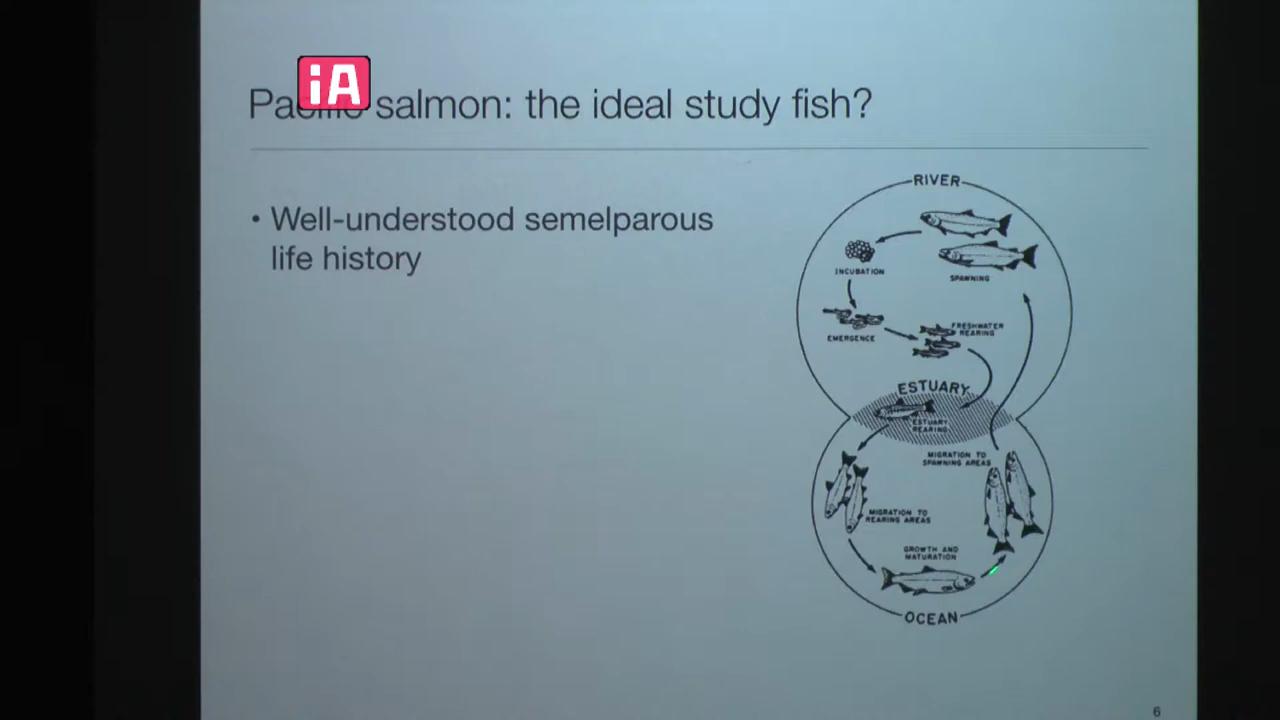 iA
Pacific salmon: the ideal study fish?
• Well-understood semelparous
life history
RIVER
INCUBATION
SPAWNING
EMERGENCE
FRESHWATER
REARING
ESTUARY
ESTUARY
REARING
MIGRATION TO
SPAWNING AREAS
MIGRATION TO
REARING AREAS
GROWTH AND
MATURATION
OCEAN
6